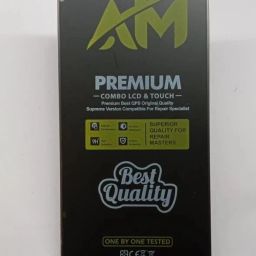 AM
PREMIUM
COMBO LCD & TOUCH
Premium Best GPS Original Quality
Supreme Version Compatible For Repair Specialist
SUPERIOR
QUALITY FOR
REPAIR
MASTERS
9H
Best
Quality
ONE BY ONE TESTED